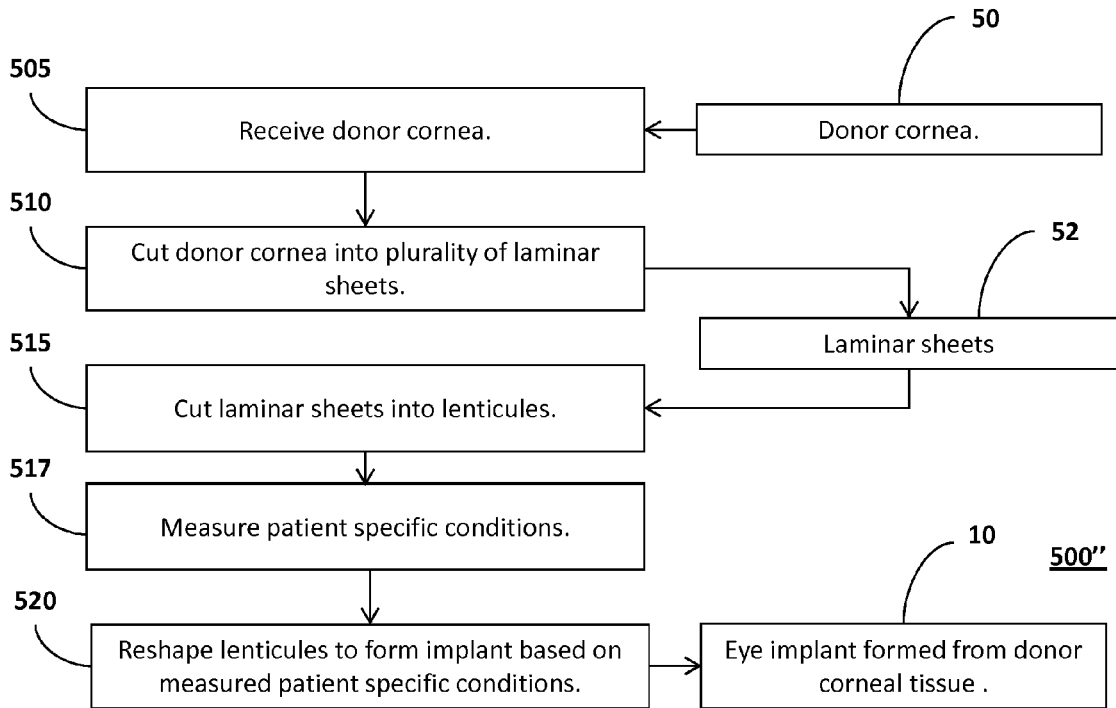 50
505
Receive donor cornea.
Donor cornea.
510
Cut donor cornea into plurality of laminar
sheets.
52
Laminar sheets
515
Cut laminar sheets into lenticules.
517
Measure patient specific conditions.
10
500’’
520
Reshape lenticules to form implant based on
measured patient specific conditions.
Eye implant formed from donor
corneal tissue .